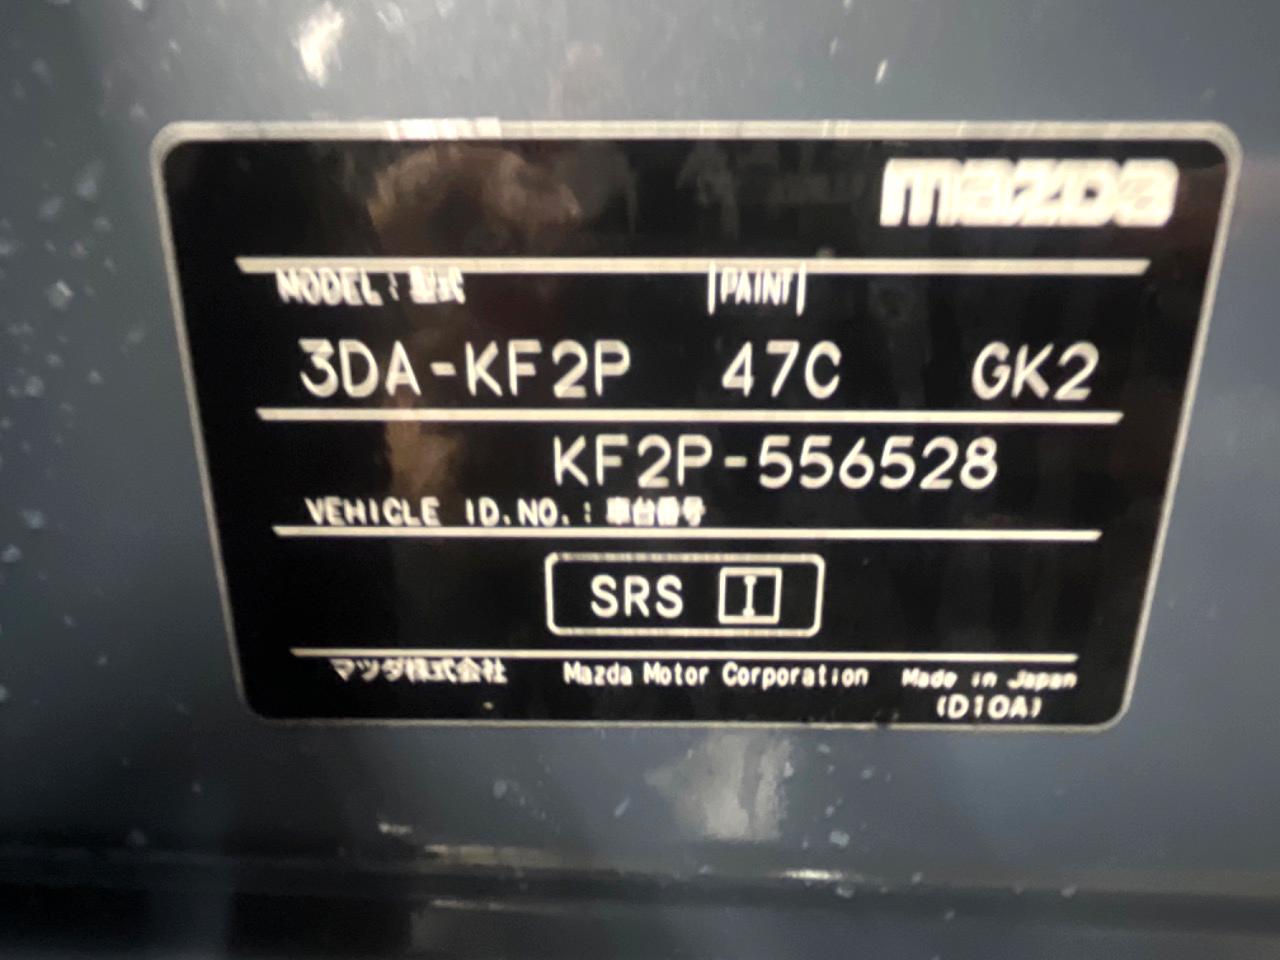 mazDa
MODEL : 型式 PAINT
3DA-KF2P 47C GK2
KF2P-556528
VEHICLE ID.NO. : 車台番号
SRS I
マツダ株式会社 Mazda Motor Corporation Made in Japan
(D10A)